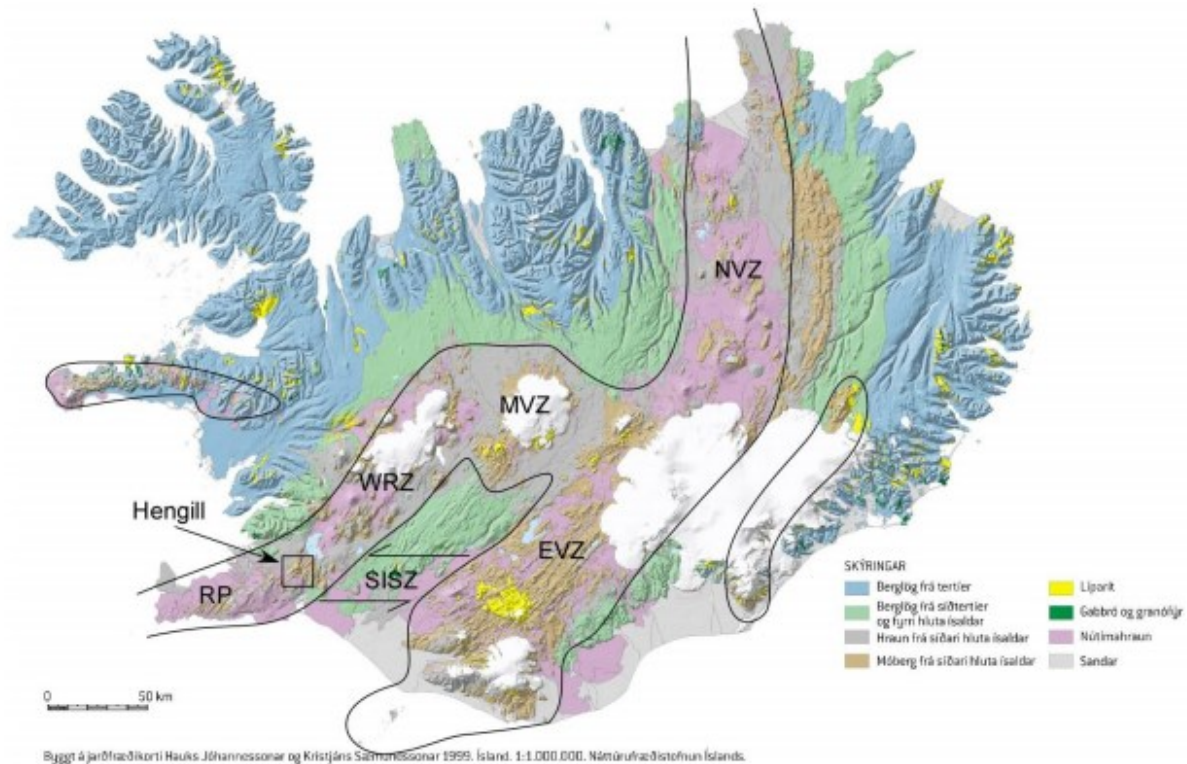 NVZ
MVZ
WRZ
Hengill
EVZ
SISZ
RP
SKÝRINGAR
Berglög frá tertíer
Berglög frá síðtertíer
og fyrri hluta ísaldar
Hraun frá síðari hluta ísaldar
Móberg frá síðari hluta ísaldar
Líparít
Gabbró og granófýr
Nútímahraun
Sandar
0 50 km
Byggt á jarðfræðikorti Hauks Jóhannessonar og Kristjáns Sæmundssonar 1999. Ísland. 1:1.000.000. Náttúrufræðistofnun Íslands.